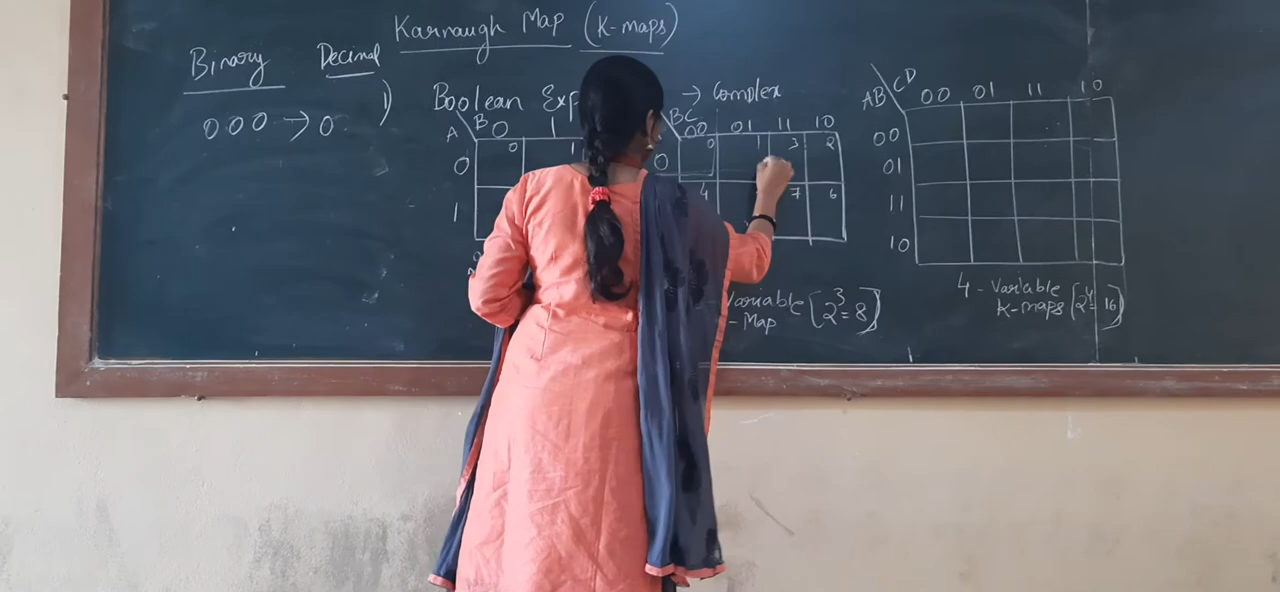 Karnaugh Map (K-maps)
Binary Decimal
000 → 0
1) Boolean Exp → Complex
A B 0 1
0 0 1
1
BC 00 01 11 10
0 0 1 3 2
4 7 6
Variable [2³ = 8]
-Map
AB CD 00 01 11 10
00
01
11
10
4 - Variable
K-maps [2⁴ = 16]